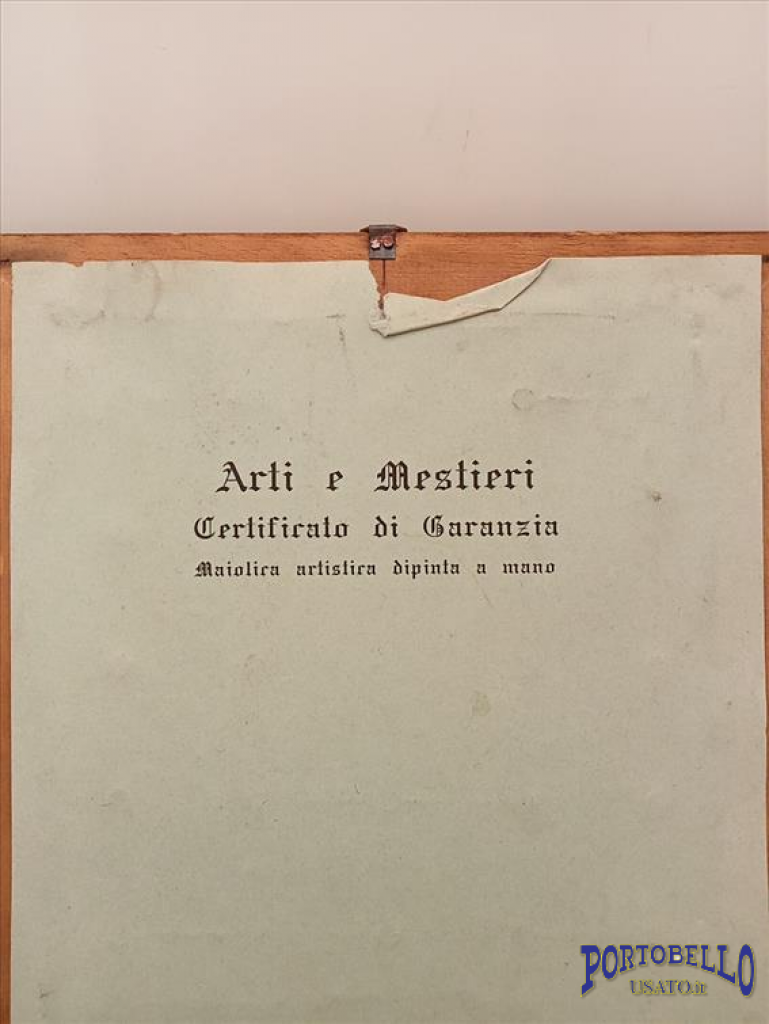 Arti e Mestieri
Certificato di Garanzia
Maiolica artistica dipinta a mano
PORTOBELLO
USATO.it